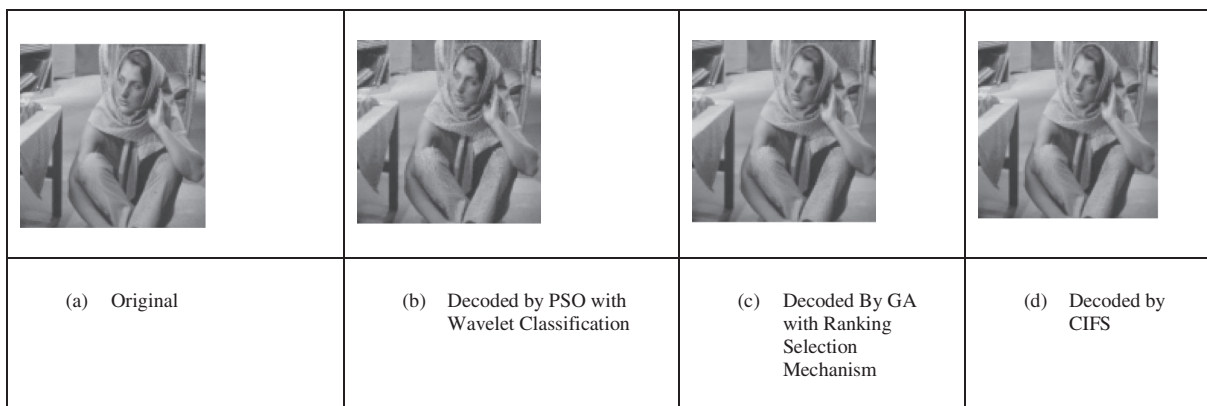 (a) Original
(b) Decoded by PSO with
Wavelet Classification
(c) Decoded By GA
with Ranking
Selection
Mechanism
(d) Decoded by
CIFS